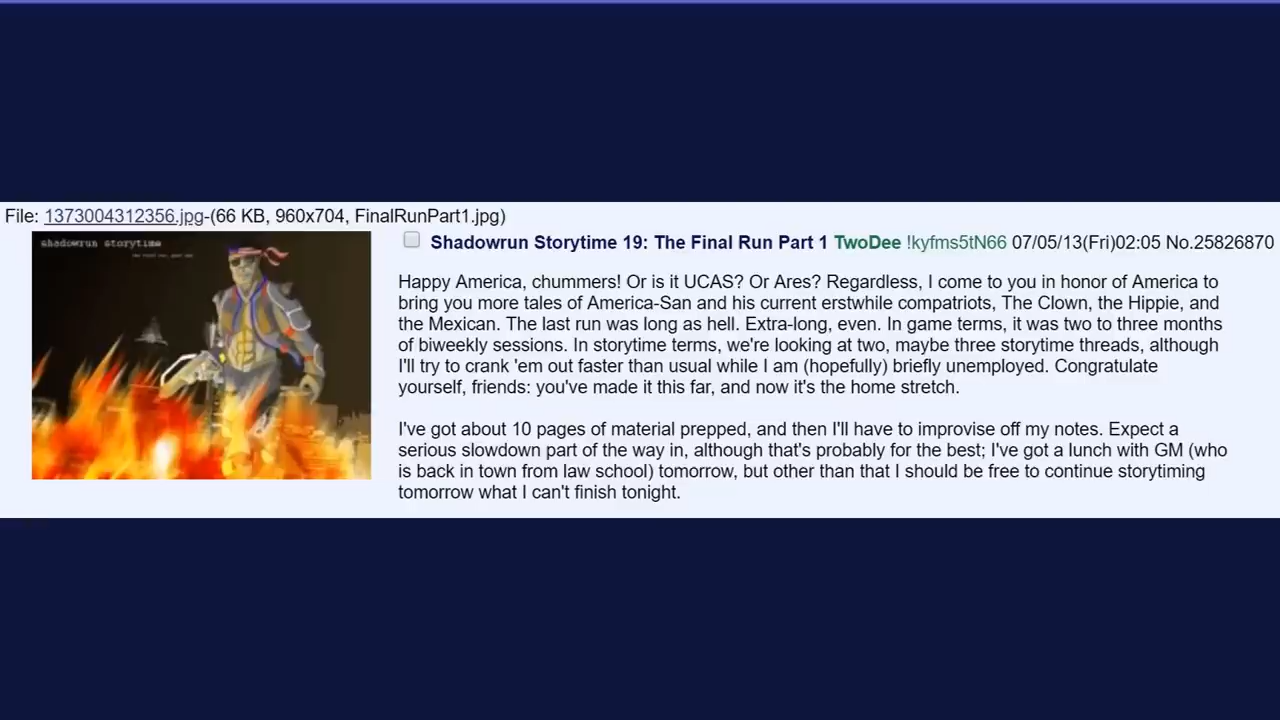 File: 1373004312356.jpg-(66 KB, 960x704, FinalRunPart1.jpg)
shadowrun storytime
the final run, part one
Shadowrun Storytime 19: The Final Run Part 1 TwoDee !kyfms5tN66 07/05/13(Fri)02:05 No.25826870
Happy America, chummers! Or is it UCAS? Or Ares? Regardless, I come to you in honor of America to
bring you more tales of America-San and his current erstwhile compatriots, The Clown, the Hippie, and
the Mexican. The last run was long as hell. Extra-long, even. In game terms, it was two to three months
of biweekly sessions. In storytime terms, we're looking at two, maybe three storytime threads, although
I'll try to crank 'em out faster than usual while I am (hopefully) briefly unemployed. Congratulate
yourself, friends: you've made it this far, and now it's the home stretch.
I've got about 10 pages of material prepped, and then I'll have to improvise off my notes. Expect a
serious slowdown part of the way in, although that's probably for the best; I've got a lunch with GM (who
is back in town from law school) tomorrow, but other than that I should be free to continue storytiming
tomorrow what I can't finish tonight.